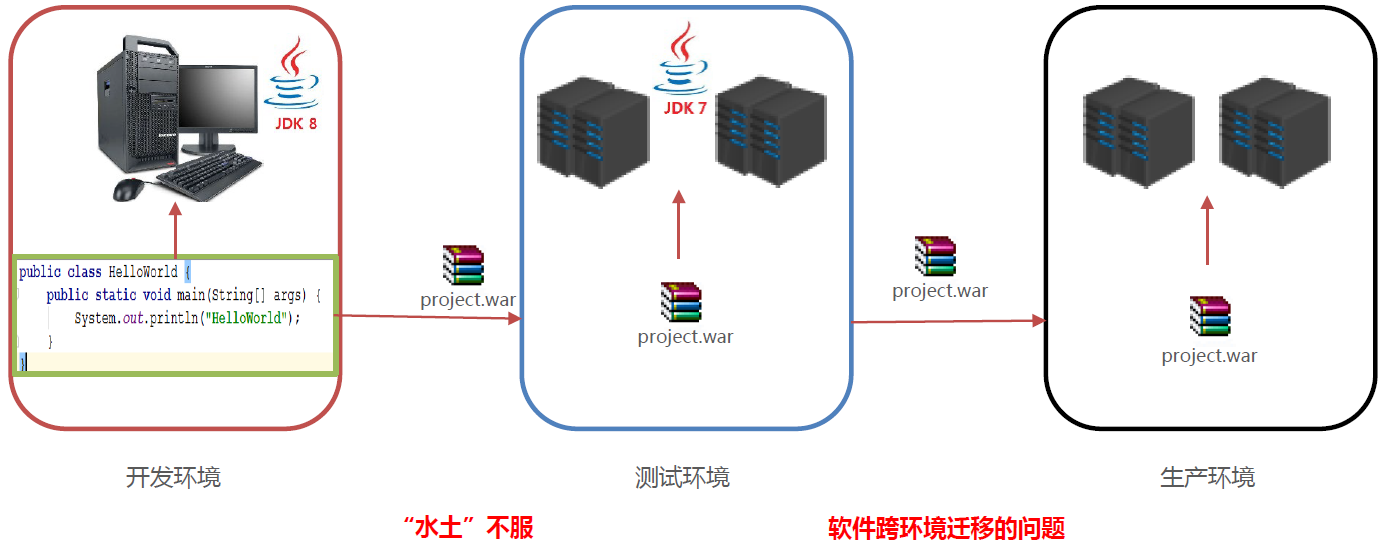 JDK 8
public class HelloWorld {
public static void main(String[] args) {
System.out.println("HelloWorld");
}
}
project.war
JDK 7
project.war
project.war
project.war
开发环境
测试环境
生产环境
“水土”不服
软件跨环境迁移的问题